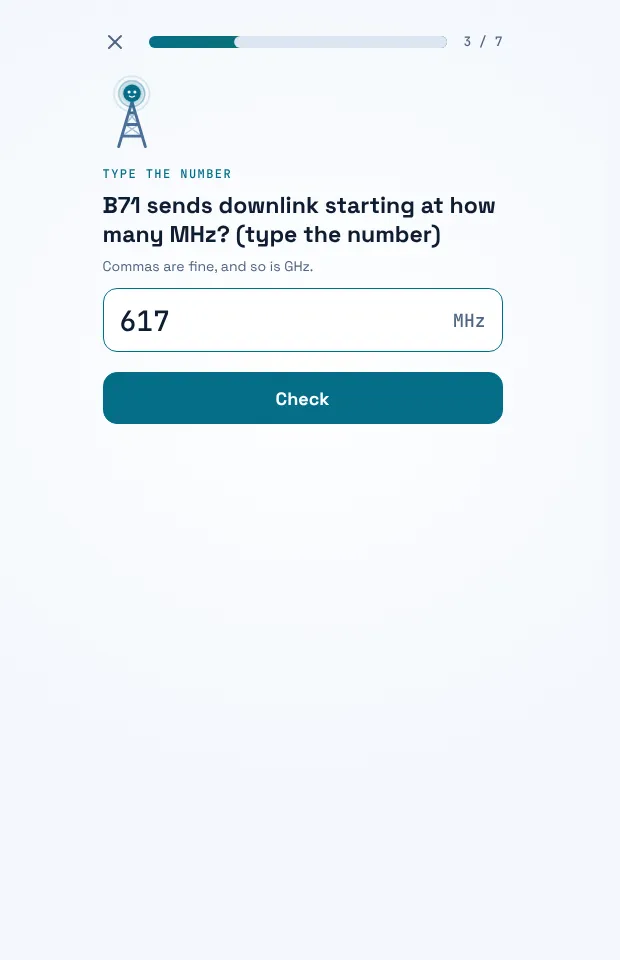 3 / 7
TYPE THE NUMBER
B71 sends downlink starting at how
many MHz? (type the number)
Commas are fine, and so is GHz.
617 MHz
Check